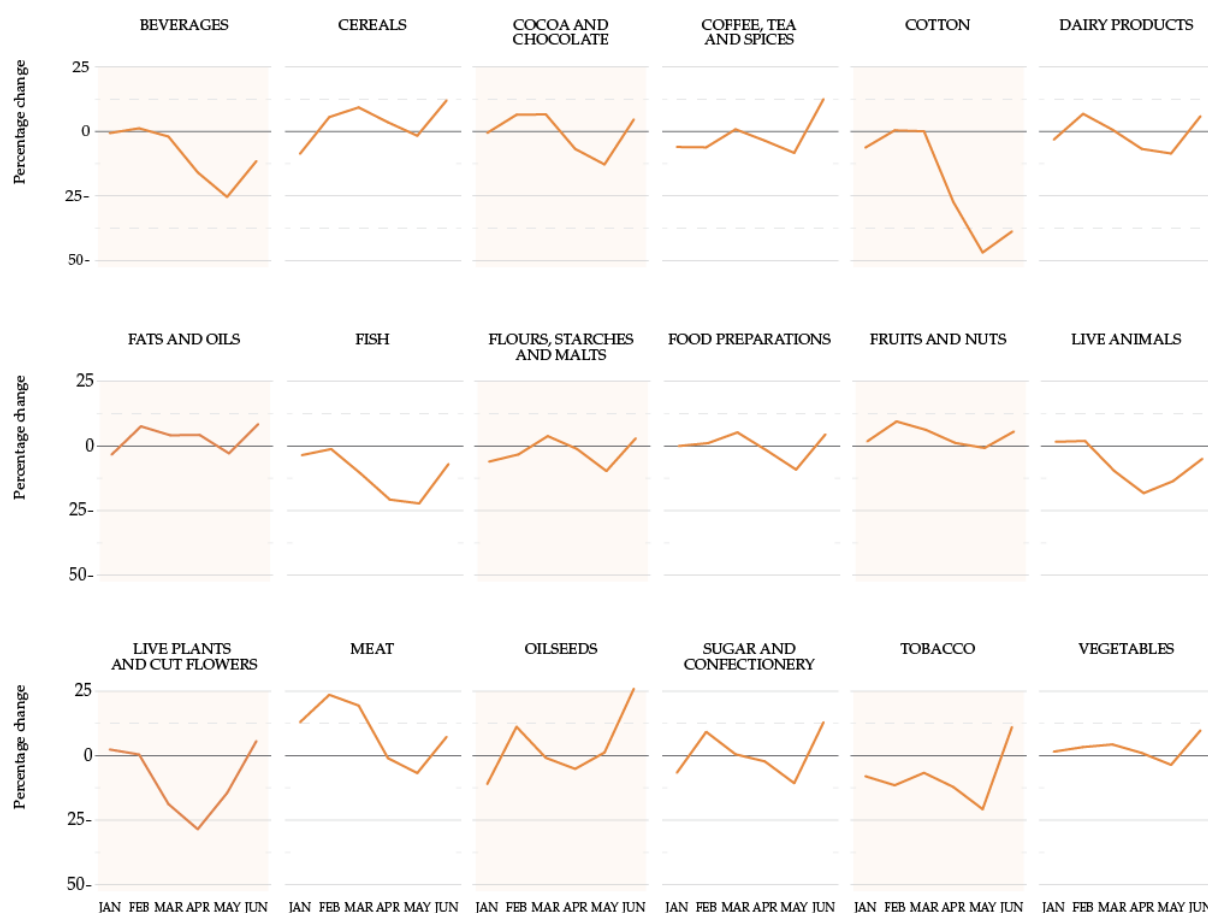 BEVERAGES
CEREALS
COCOA AND
CHOCOLATE
COFFEE, TEA
AND SPICES
COTTON
DAIRY PRODUCTS
Percentage change
25
0
25-
50-
FATS AND OILS
FISH
FLOURS, STARCHES
AND MALTS
FOOD PREPARATIONS
FRUITS AND NUTS
LIVE ANIMALS
Percentage change
25
0
25-
50-
LIVE PLANTS
AND CUT FLOWERS
MEAT
OILSEEDS
SUGAR AND
CONFECTIONERY
TOBACCO
VEGETABLES
Percentage change
25
0
25-
50-
JAN FEB MAR APR MAY JUN
JAN FEB MAR APR MAY JUN
JAN FEB MAR APR MAY JUN
JAN FEB MAR APR MAY JUN
JAN FEB MAR APR MAY JUN
JAN FEB MAR APR MAY JUN